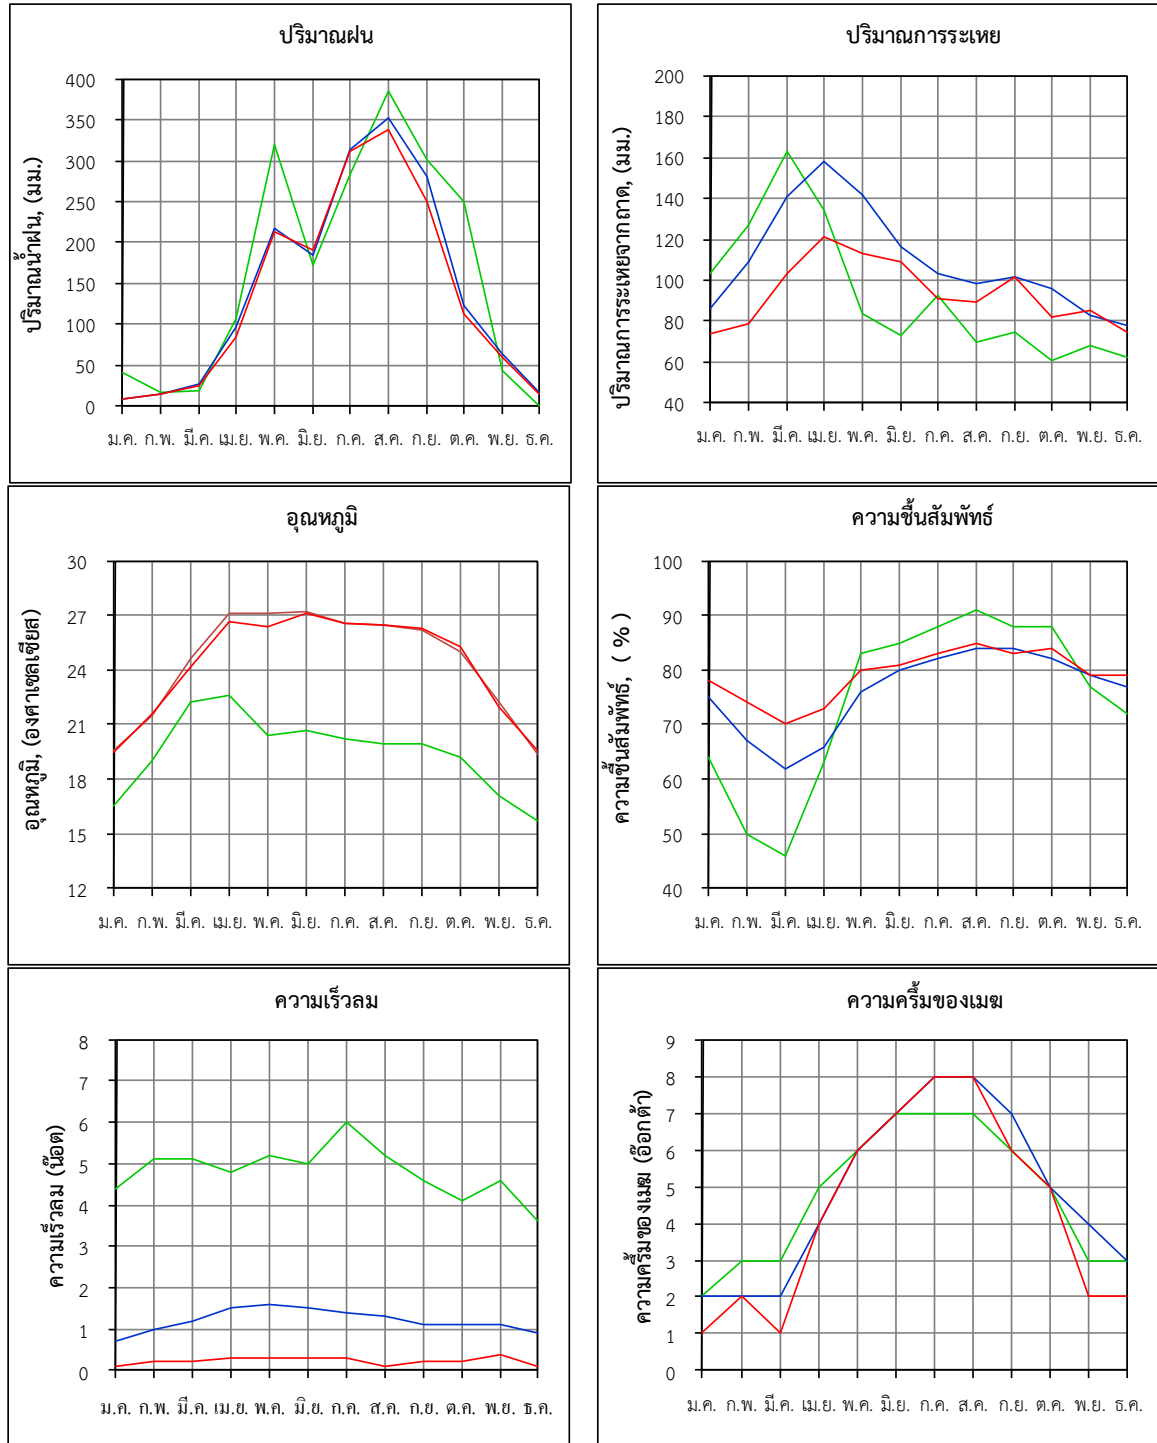 ปริมาณฝน
ปริมาณน้ำฝน, (มม.)
400
350
300
250
200
150
100
50
0
ม.ค. ก.พ. มี.ค. เม.ย. พ.ค. มิ.ย. ก.ค. ส.ค. ก.ย. ต.ค. พ.ย. ธ.ค.
ปริมาณการระเหย
ปริมาณการระเหยจากถาด, (มม.)
200
180
160
140
120
100
80
60
40
ม.ค. ก.พ. มี.ค. เม.ย. พ.ค. มิ.ย. ก.ค. ส.ค. ก.ย. ต.ค. พ.ย. ธ.ค.
อุณหภูมิ
อุณหภูมิ, (องศาเซลเซียส)
30
27
24
21
18
15
12
ม.ค. ก.พ. มี.ค. เม.ย. พ.ค. มิ.ย. ก.ค. ส.ค. ก.ย. ต.ค. พ.ย. ธ.ค.
ความชื้นสัมพัทธ์
ความชื้นสัมพัทธ์, ( % )
100
90
80
70
60
50
40
ม.ค. ก.พ. มี.ค. เม.ย. พ.ค. มิ.ย. ก.ค. ส.ค. ก.ย. ต.ค. พ.ย. ธ.ค.
ความเร็วลม
ความเร็วลม (น๊อต)
8
7
6
5
4
3
2
1
0
ม.ค. ก.พ. มี.ค. เม.ย. พ.ค. มิ.ย. ก.ค. ส.ค. ก.ย. ต.ค. พ.ย. ธ.ค.
ความครึ้มของเมฆ
ความครึ้มของเมฆ (อ๊อกต้า)
9
8
7
6
5
4
3
2
1
0
ม.ค. ก.พ. มี.ค. เม.ย. พ.ค. มิ.ย. ก.ค. ส.ค. ก.ย. ต.ค. พ.ย. ธ.ค.